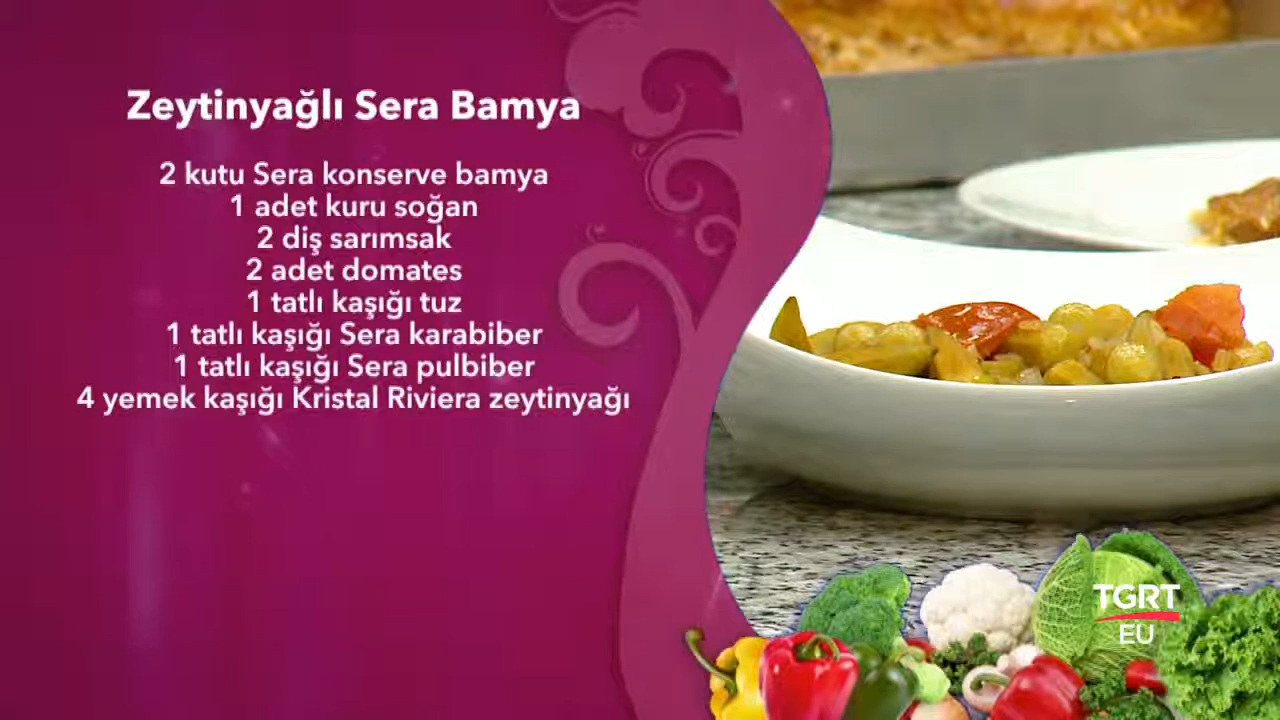 Zeytinyağlı Sera Bamya
2 kutu Sera konserve bamya
1 adet kuru soğan
2 diş sarımsak
2 adet domates
1 tatlı kaşığı tuz
1 tatlı kaşığı Sera karabiber
1 tatlı kaşığı Sera pulbiber
4 yemek kaşığı Kristal Riviera zeytinyağı
TGRT
EU